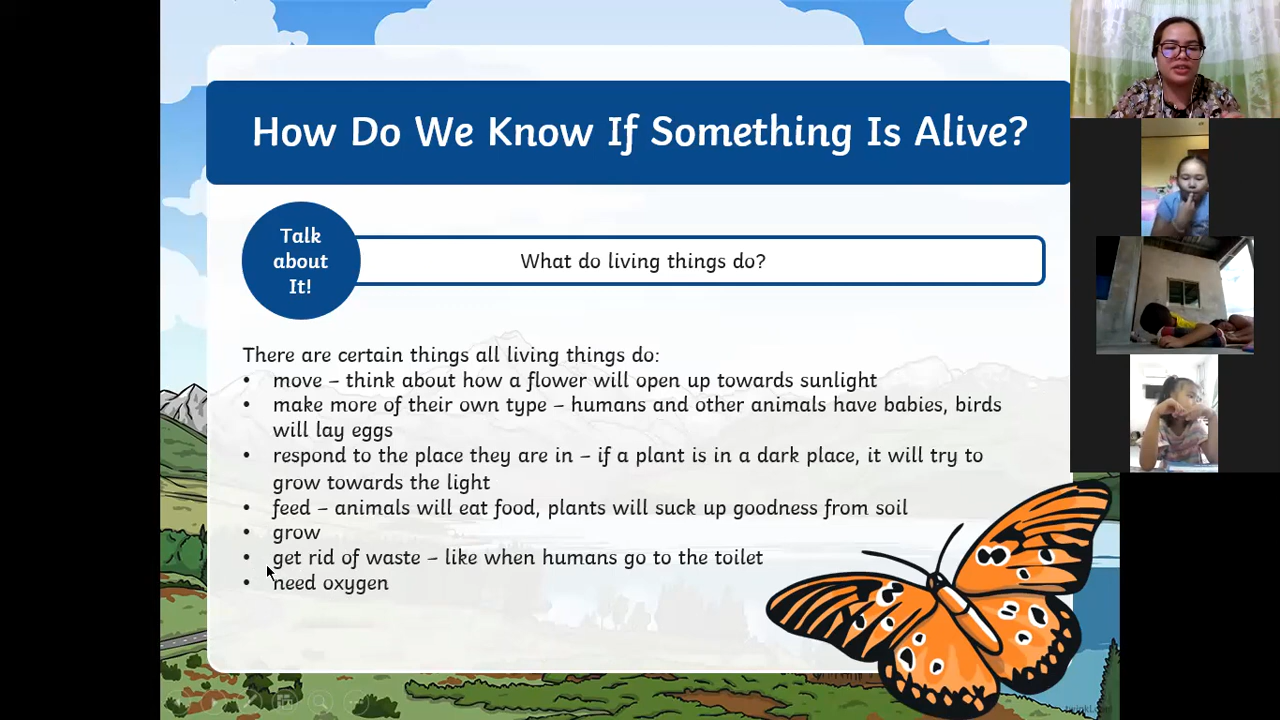 How Do We Know If Something Is Alive?
Talk
about
It!
What do living things do?
There are certain things all living things do:
• move – think about how a flower will open up towards sunlight
• make more of their own type – humans and other animals have babies, birds
will lay eggs
• respond to the place they are in – if a plant is in a dark place, it will try to
grow towards the light
• feed – animals will eat food, plants will suck up goodness from soil
• grow
• get rid of waste – like when humans go to the toilet
• need oxygen